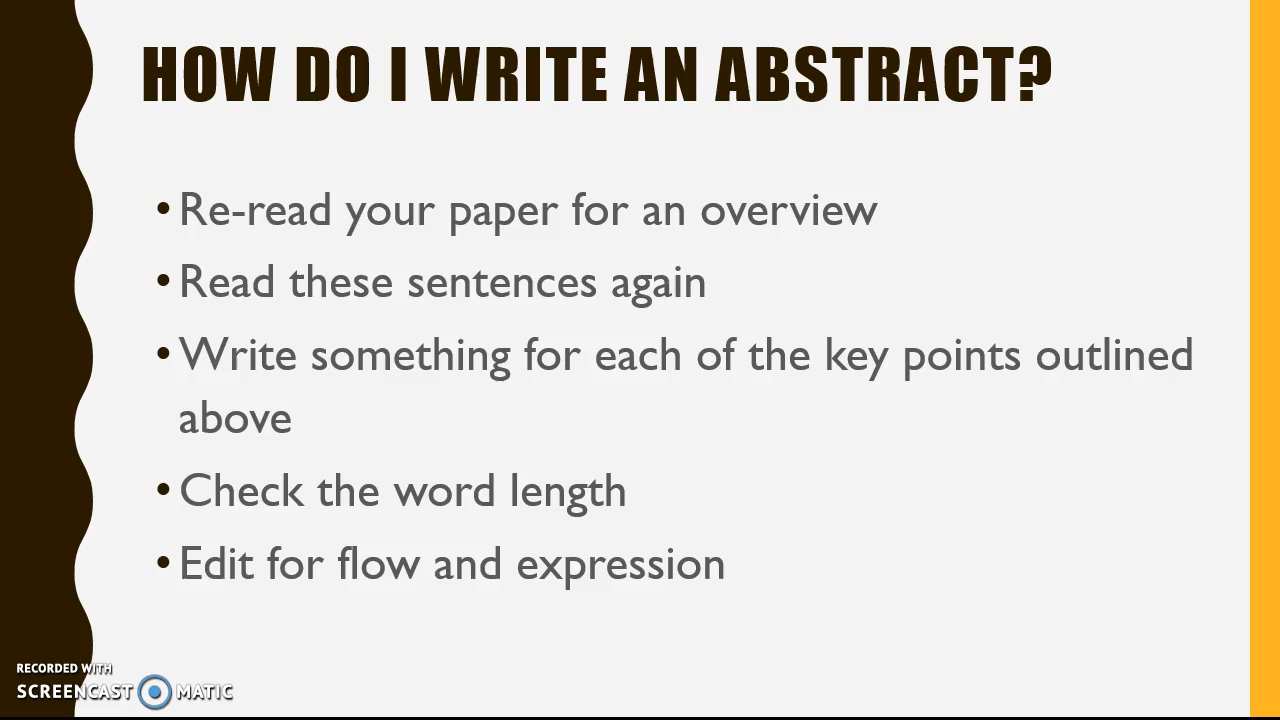 HOW DO I WRITE AN ABSTRACT?
• Re-read your paper for an overview
• Read these sentences again
• Write something for each of the key points outlined
above
• Check the word length
• Edit for flow and expression
RECORDED WITH
SCREENCAST MATIC